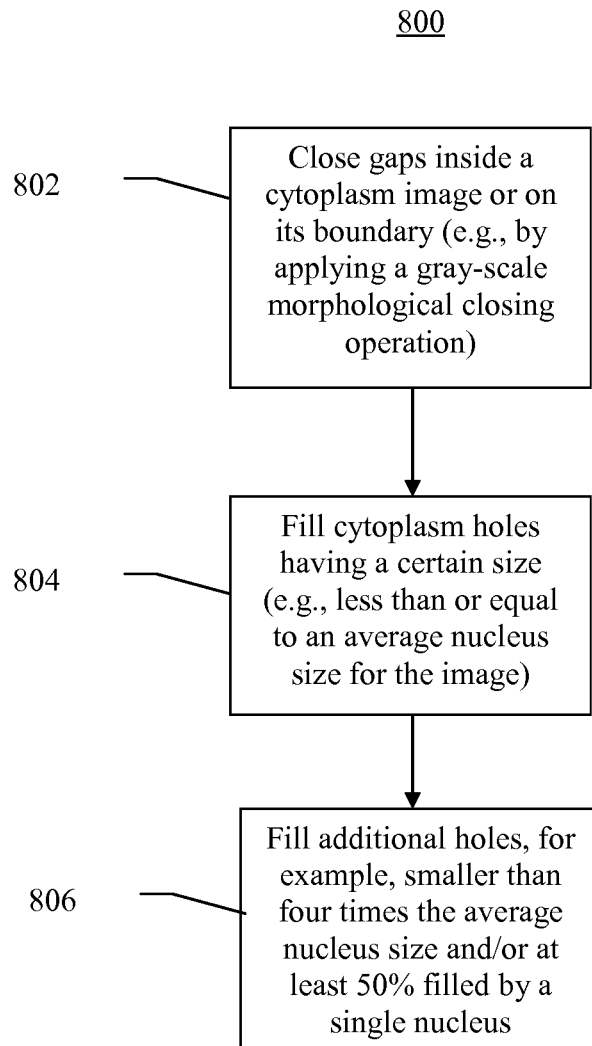 800
802
Close gaps inside a
cytoplasm image or on
its boundary (e.g., by
applying a gray-scale
morphological closing
operation)
804
Fill cytoplasm holes
having a certain size
(e.g., less than or equal
to an average nucleus
size for the image)
806
Fill additional holes, for
example, smaller than
four times the average
nucleus size and/or at
least 50% filled by a
single nucleus